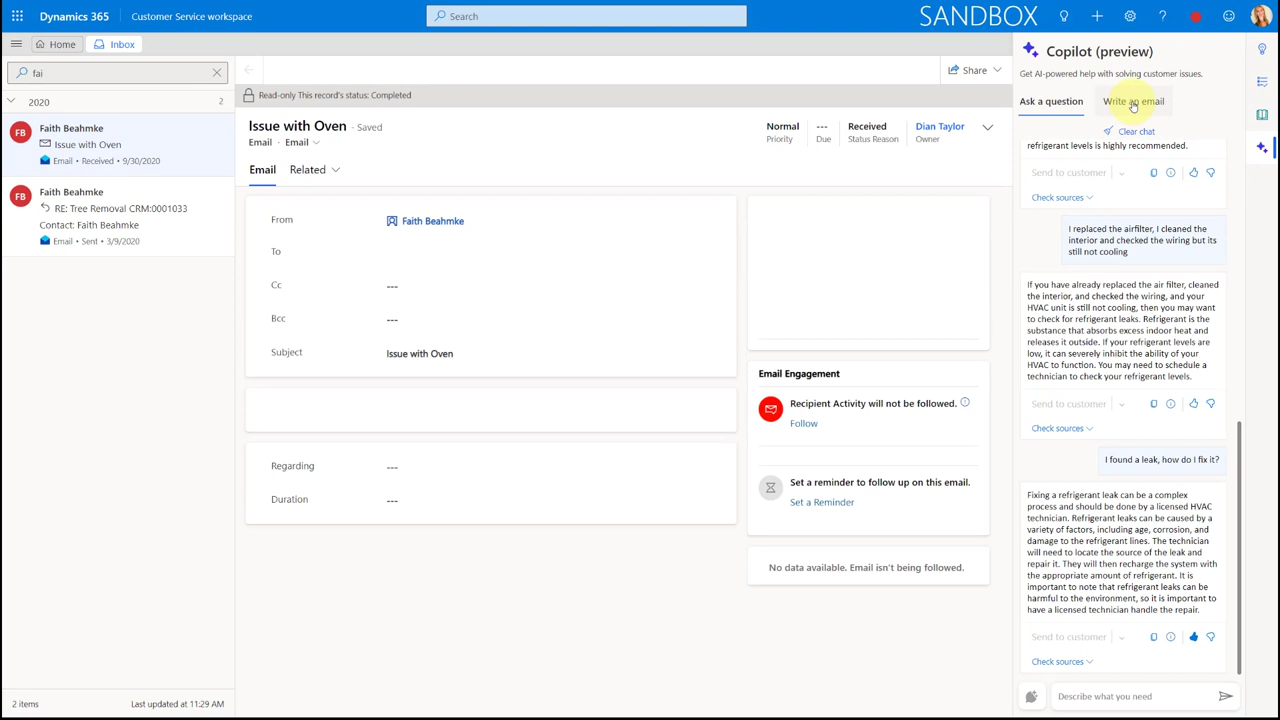 Dynamics 365
Customer Service workspace
Search
SANDBOX
Home
Inbox
fai
2020
2
FB
Faith Beahmke
Issue with Oven
Email • Received • 9/30/2020
FB
Faith Beahmke
RE: Tree Removal CRM:0001033
Contact: Faith Beahmke
Email • Sent • 3/9/2020
2 items
Last updated at 11:29 AM
Share
Read-only This record's status: Completed
Issue with Oven - Saved
Email · Email
Normal
Priority
---
Due
Received
Status Reason
Dian Taylor
Owner
Email
Related
From
Faith Beahmke
To
Cc
---
Bcc
---
Subject
Issue with Oven
Regarding
---
Duration
---
Email Engagement
Recipient Activity will not be followed.
Follow
Set a reminder to follow up on this email.
Set a Reminder
No data available. Email isn't being followed.
Copilot (preview)
Get AI-powered help with solving customer issues.
Ask a question
Write an email
Clear chat
refrigerant levels is highly recommended.
Send to customer
Check sources
I replaced the airfilter, I cleaned the
interior and checked the wiring but its
still not cooling
If you have already replaced the air filter, cleaned
the interior, and checked the wiring, and your
HVAC unit is still not cooling, then you may want
to check for refrigerant leaks. Refrigerant is the
substance that absorbs excess indoor heat and
releases it outside. If your refrigerant levels are
low, it can severely inhibit the ability of your
HVAC to function. You may need to schedule a
technician to check your refrigerant levels.
Send to customer
Check sources
I found a leak, how do I fix it?
Fixing a refrigerant leak can be a complex
process and should be done by a licensed HVAC
technician. Refrigerant leaks can be caused by a
variety of factors, including age, corrosion, and
damage to the refrigerant lines. The technician
will need to locate the source of the leak and
repair it. They will then recharge the system with
the appropriate amount of refrigerant. It is
important to note that refrigerant leaks can be
harmful to the environment, so it is important to
have a licensed technician handle the repair.
Send to customer
Check sources
Describe what you need